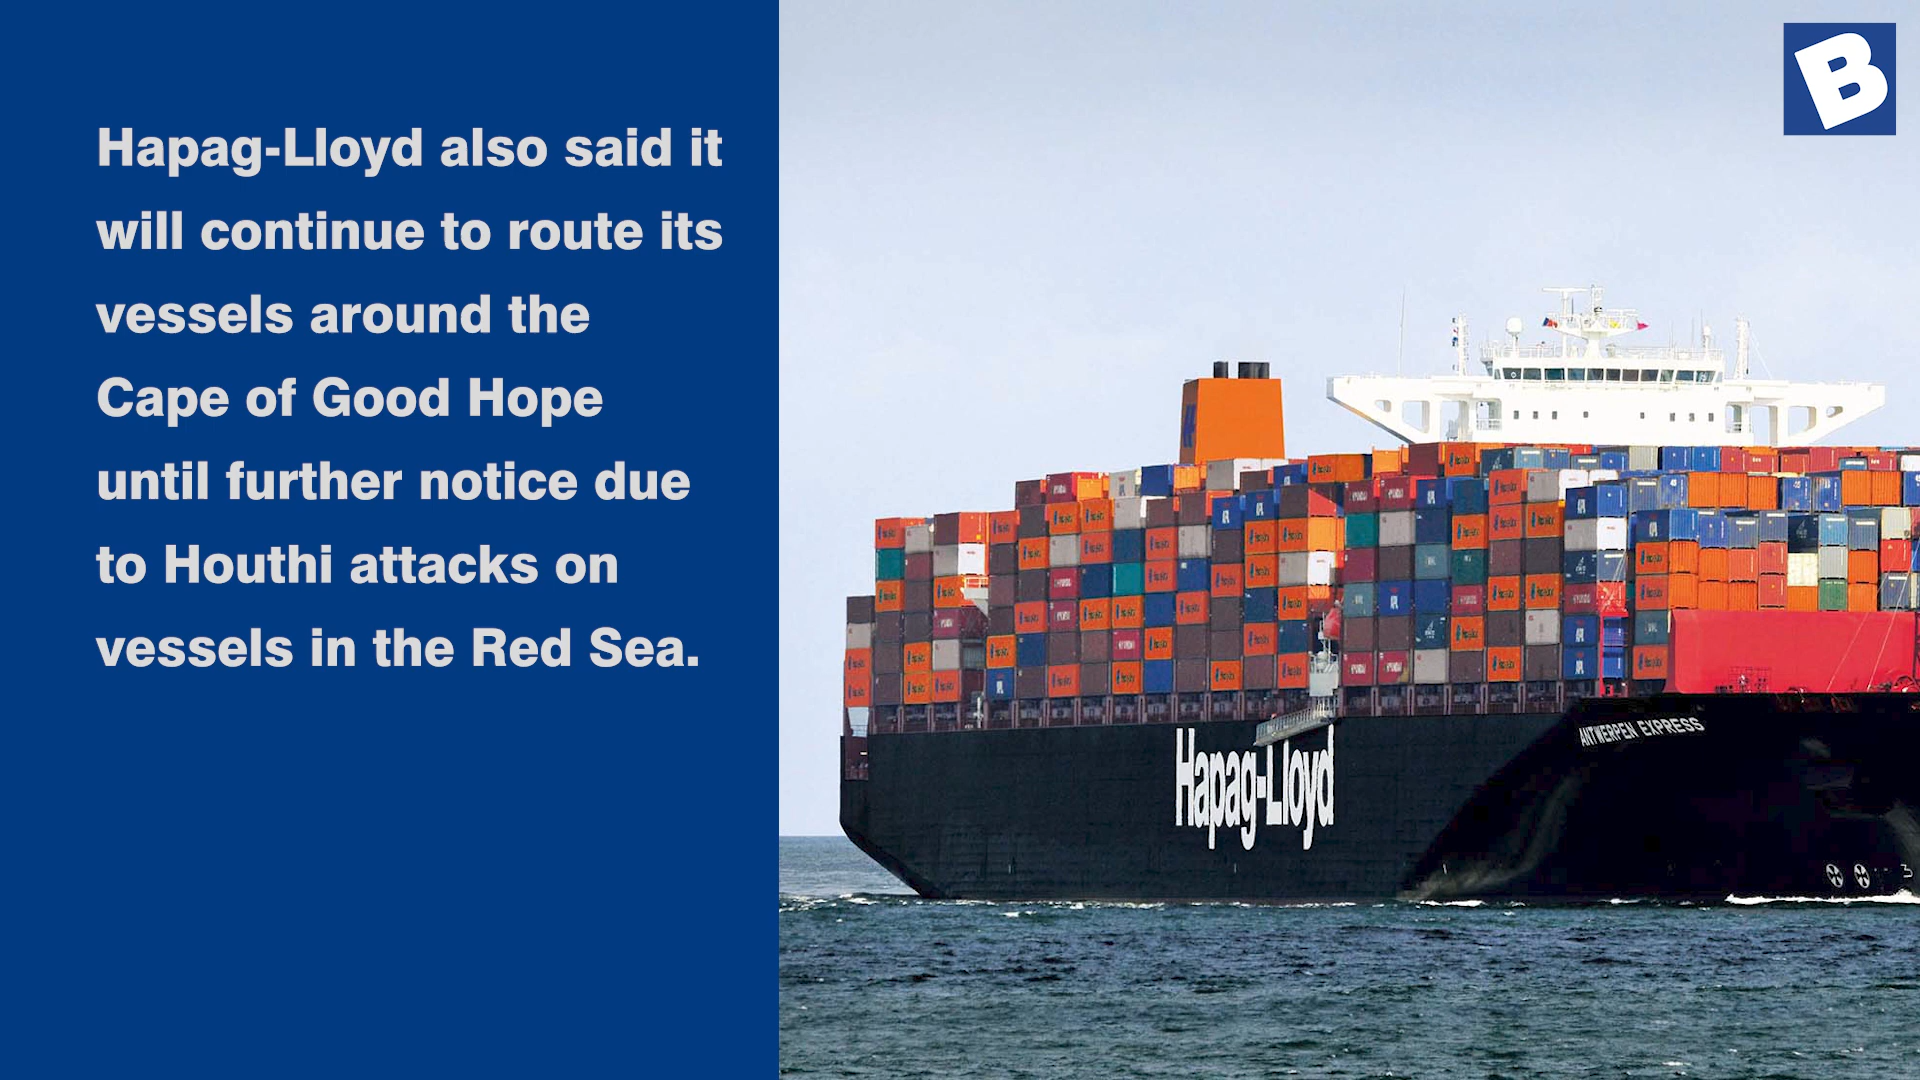 Hapag-Lloyd also said it
will continue to route its
vessels around the
Cape of Good Hope
until further notice due
to Houthi attacks on
vessels in the Red Sea.
B
Hapag-Lloyd
ANTWERPEN EXPRESS